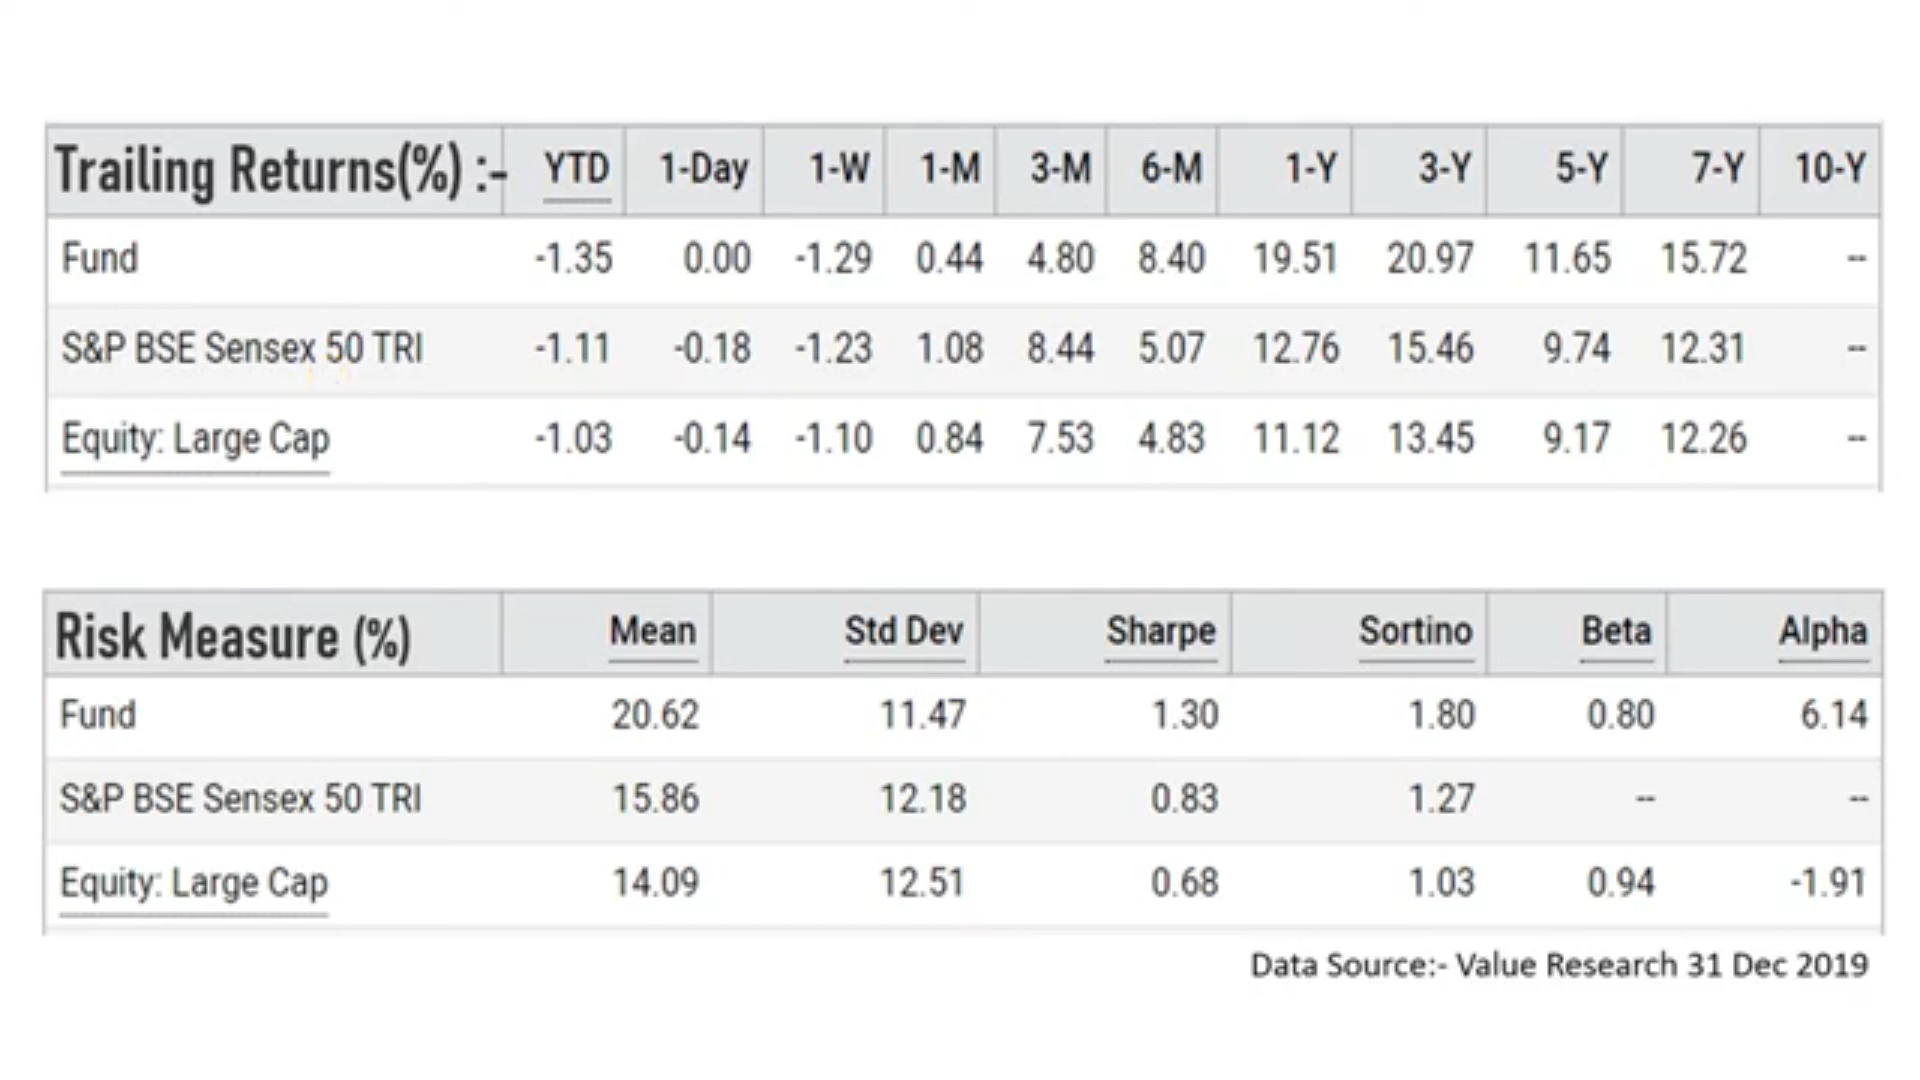 Trailing Returns(%) :- YTD 1-Day 1-W 1-M 3-M 6-M 1-Y 3-Y 5-Y 7-Y 10-Y
Fund -1.35 0.00 -1.29 0.44 4.80 8.40 19.51 20.97 11.65 15.72 --
S&P BSE Sensex 50 TRI -1.11 -0.18 -1.23 1.08 8.44 5.07 12.76 15.46 9.74 12.31 --
Equity: Large Cap -1.03 -0.14 -1.10 0.84 7.53 4.83 11.12 13.45 9.17 12.26 --
Risk Measure (%) Mean Std Dev Sharpe Sortino Beta Alpha
Fund 20.62 11.47 1.30 1.80 0.80 6.14
S&P BSE Sensex 50 TRI 15.86 12.18 0.83 1.27 -- --
Equity: Large Cap 14.09 12.51 0.68 1.03 0.94 -1.91
Data Source:- Value Research 31 Dec 2019